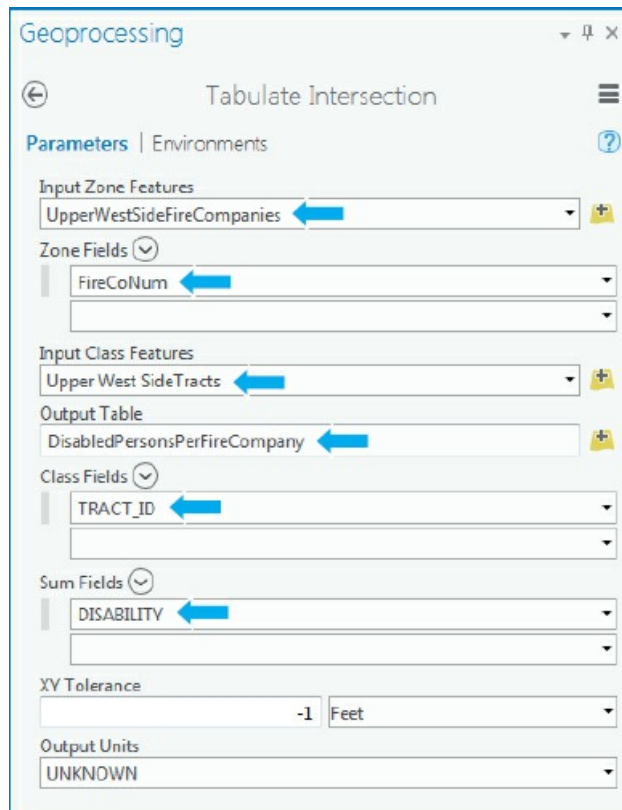 Geoprocessing
Tabulate Intersection
Parameters | Environments
Input Zone Features
UpperWestSideFireCompanies
Zone Fields
FireCoNum
Input Class Features
Upper West SideTracts
Output Table
DisabledPersonsPerFireCompany
Class Fields
TRACT_ID
Sum Fields
DISABILITY
XY Tolerance
-1 Feet
Output Units
UNKNOWN